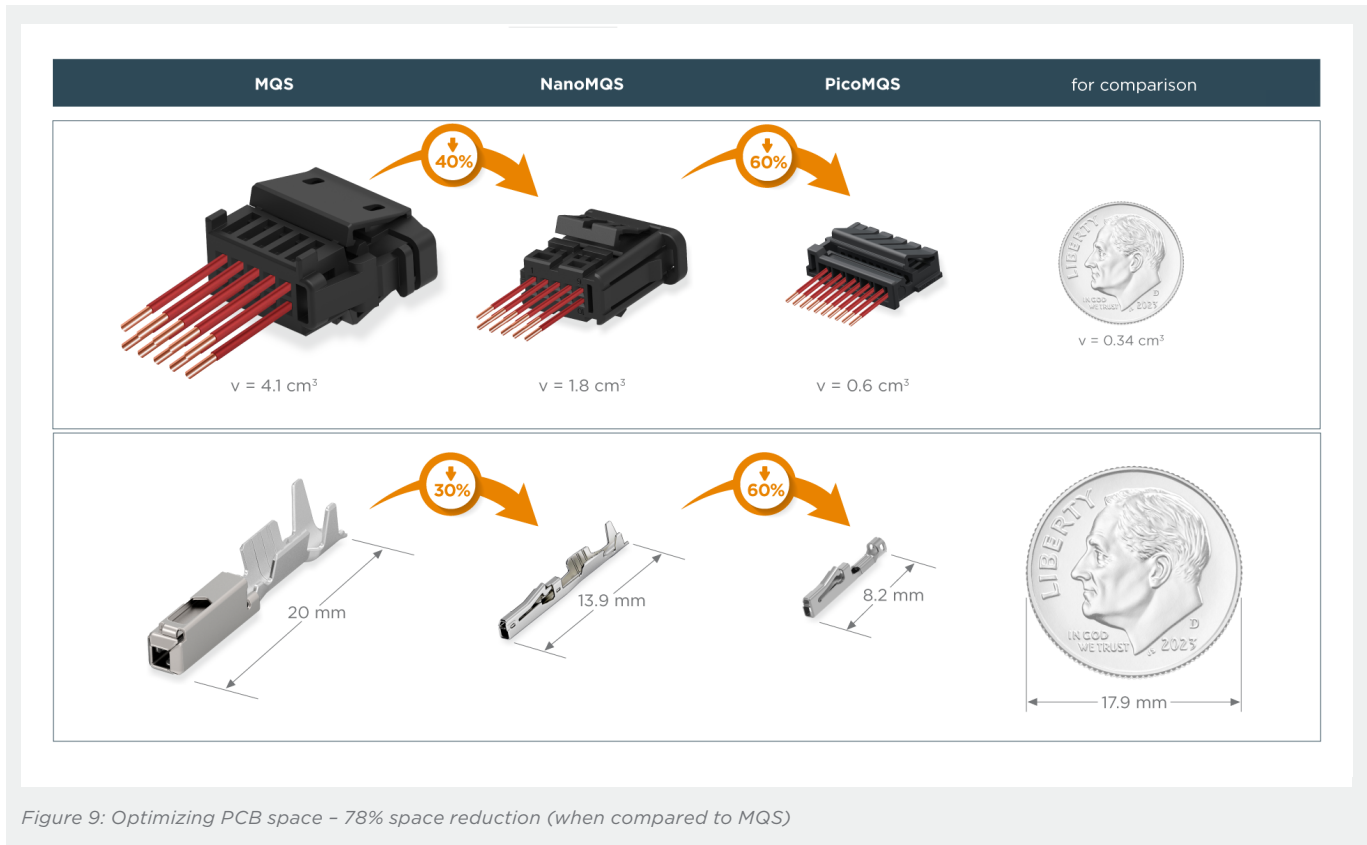 MQS
NanoMQS
PicoMQS
for comparison
40%
60%
LIBERTY
IN GOD
WE TRUST
D
2023
v = 4.1 cm³
v = 1.8 cm³
v = 0.6 cm³
v = 0.34 cm³
30%
60%
20 mm
13.9 mm
8.2 mm
LIBERTY
IN GOD
WE TRUST
D
2023
17.9 mm
Figure 9: Optimizing PCB space – 78% space reduction (when compared to MQS)